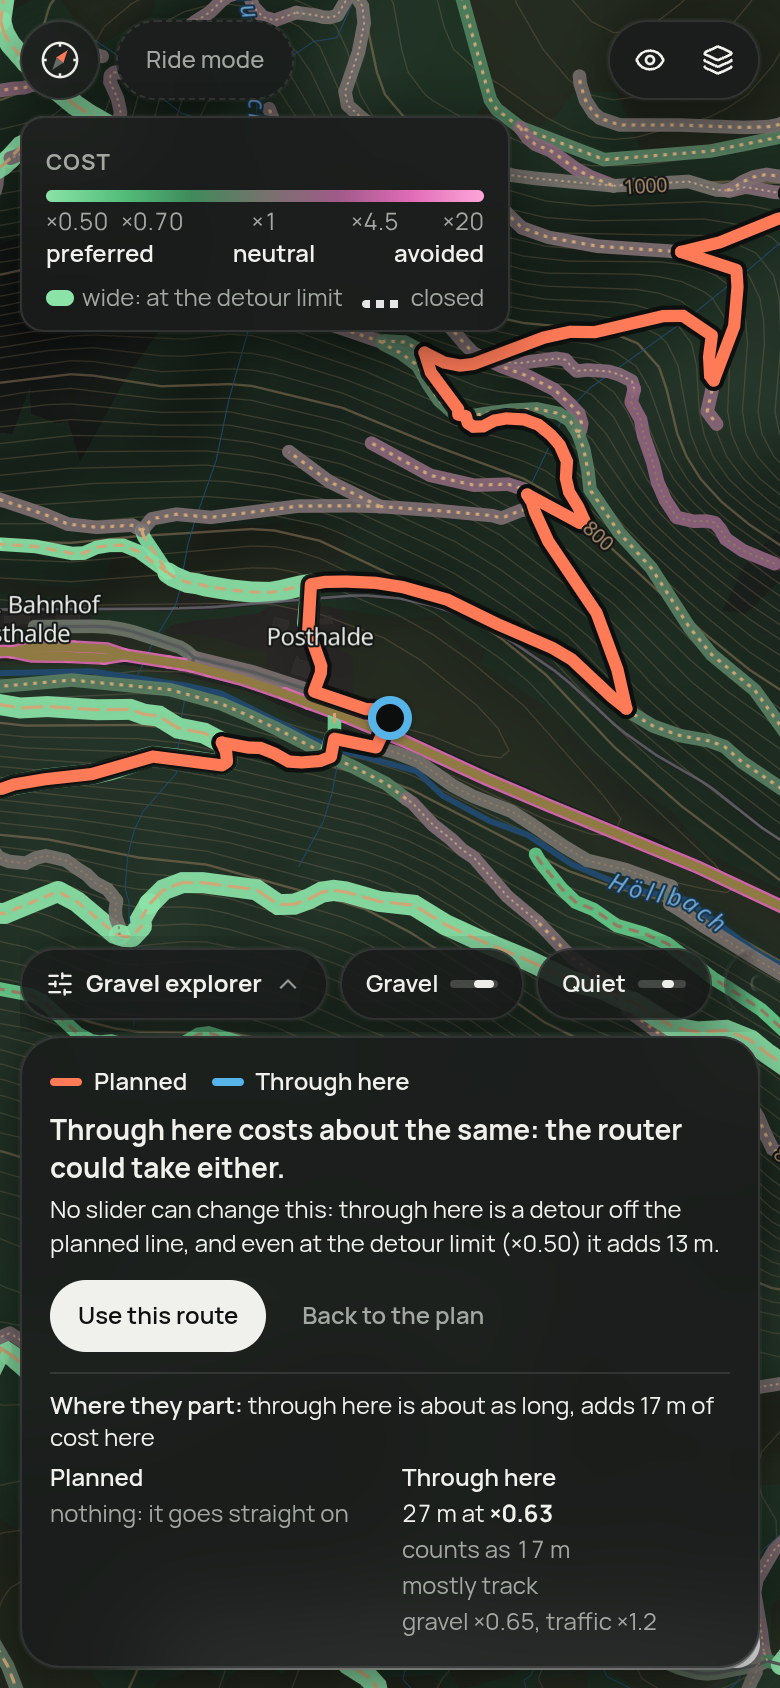 Ride mode
COST
×0.50 ×0.70 ×1 ×4.5 ×20
preferred neutral avoided
wide: at the detour limit closed
1000
800
Bahnhof
sthalde
Posthalde
Höllbach
Gravel explorer
Gravel
Quiet
Planned Through here
Through here costs about the same: the router
could take either.
No slider can change this: through here is a detour off the
planned line, and even at the detour limit (×0.50) it adds 13 m.
Use this route Back to the plan
Where they part: through here is about as long, adds 17 m of
cost here
Planned
nothing: it goes straight on
Through here
27 m at ×0.63
counts as 17 m
mostly track
gravel ×0.65, traffic ×1.2